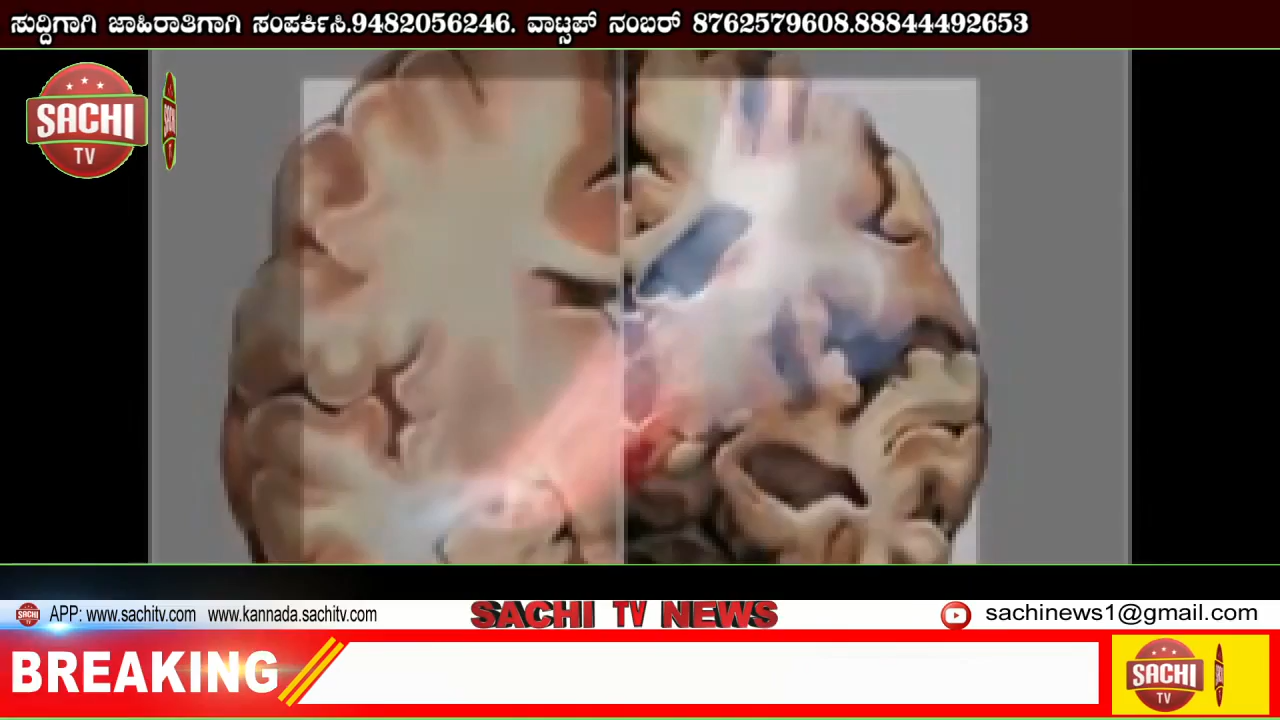 ಸುದ್ದಿಗಾಗಿ ಜಾಹಿರಾತಿಗಾಗಿ ಸಂಪರ್ಕಿಸಿ.9482056246. ವಾಟ್ಸಪ್ ನಂಬರ್ 8762579608.88844492653
SACHI
TV
APP: www.sachitv.com www.kannada.sachitv.com
SACHI TV NEWS
sachinews1@gmail.com
BREAKING
SACHI
TV